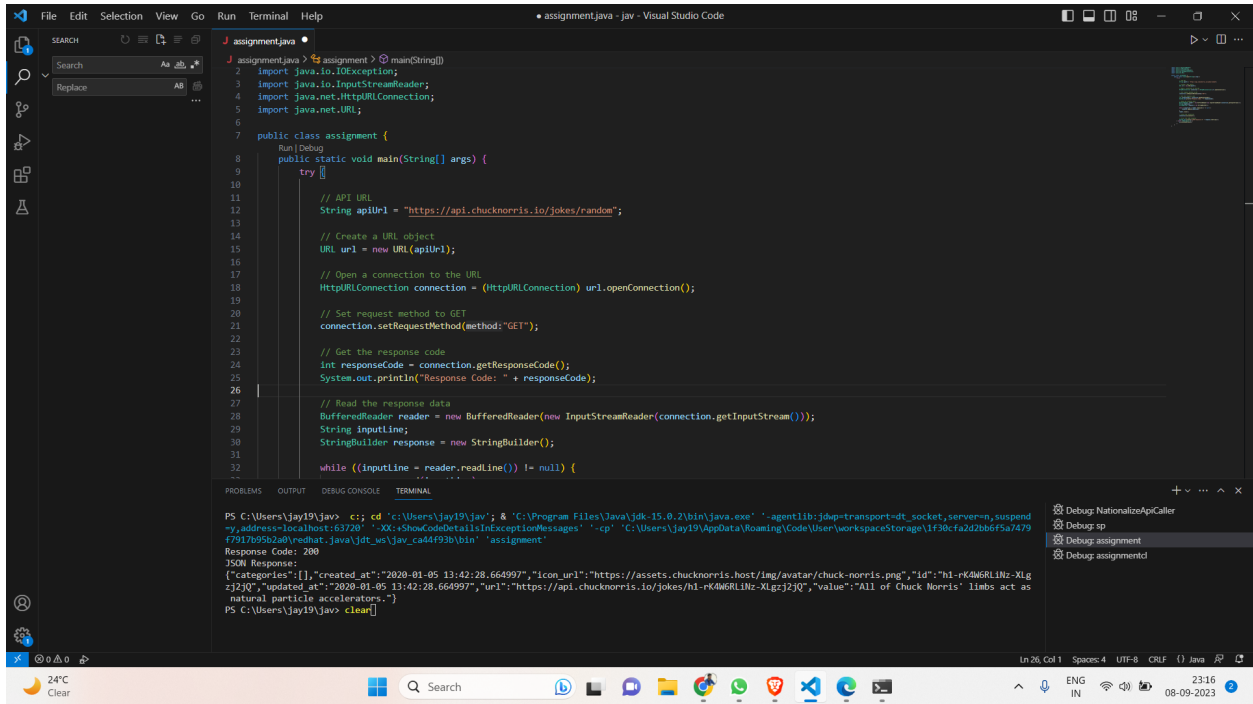 File Edit Selection View Go Run Terminal Help
● assignment.java - jav - Visual Studio Code
SEARCH
Search
Aa ab, .*
Replace
AB
J assignment.java ●
J assignment.java > assignment > main(String[])
2 import java.io.IOException;
3 import java.io.InputStreamReader;
4 import java.net.HttpURLConnection;
5 import java.net.URL;
6
7 public class assignment {
Run | Debug
8 public static void main(String[] args) {
9 try {
10
11 // API URL
12 String apiUrl = "https://api.chucknorris.io/jokes/random";
13
14 // Create a URL object
15 URL url = new URL(apiUrl);
16
17 // Open a connection to the URL
18 HttpURLConnection connection = (HttpURLConnection) url.openConnection();
19
20 // Set request method to GET
21 connection.setRequestMethod(method:"GET");
22
23 // Get the response code
24 int responseCode = connection.getResponseCode();
25 System.out.println("Response Code: " + responseCode);
26
27 // Read the response data
28 BufferedReader reader = new BufferedReader(new InputStreamReader(connection.getInputStream()));
29 String inputLine;
30 StringBuilder response = new StringBuilder();
31
32 while ((inputLine = reader.readLine()) != null) {
PROBLEMS OUTPUT DEBUG CONSOLE TERMINAL
PS C:\Users\jay19\jav> c:; cd 'c:\Users\jay19\jav'; & 'C:\Program Files\Java\jdk-15.0.2\bin\java.exe' '-agentlib:jdwp=transport=dt_socket,server=n,suspend
=y,address=localhost:63720' '-XX:+ShowCodeDetailsInExceptionMessages' '-cp' 'C:\Users\jay19\AppData\Roaming\Code\User\workspaceStorage\1f30cfa2d2bb6f5a7479
f7917b95b2a0\redhat.java\jdt_ws\jav_ca44f93b\bin' 'assignment'
Response Code: 200
JSON Response:
{"categories":[],"created_at":"2020-01-05 13:42:28.664997","icon_url":"https://assets.chucknorris.host/img/avatar/chuck-norris.png","id":"h1-rK4W6RLiNz-XLg
zj2jQ","updated_at":"2020-01-05 13:42:28.664997","url":"https://api.chucknorris.io/jokes/h1-rK4W6RLiNz-XLgzj2jQ","value":"All of Chuck Norris' limbs act as
natural particle accelerators."}
PS C:\Users\jay19\jav> clear
Debug: NationalizeApiCaller
Debug: sp
Debug: assignment
Debug: assignmentcl
0 0 Ln 26, Col 1 Spaces: 4 UTF-8 CRLF {} Java
24°C
Clear
Search
ENG
IN
23:16
08-09-2023
2